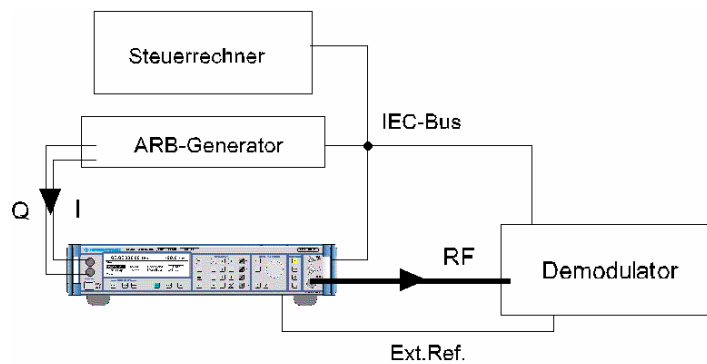 Steuerrechner
IEC-Bus
ARB-Generator
Q
I
RF
Demodulator
Ext.Ref.